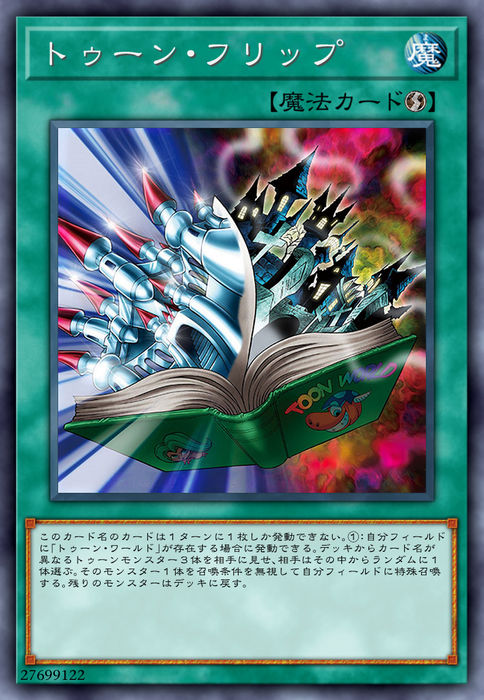 トゥーン・フリップ
魔
【魔法カード】
TOON WORLD
このカード名のカードは1ターンに1枚しか発動できない。①：自分フィールド
に「トゥーン・ワールド」が存在する場合に発動できる。デッキからカード名が
異なるトゥーンモンスター3体を相手に見せ、相手はその中からランダムに1
体選ぶ。そのモンスター1体を召喚条件を無視して自分フィールドに特殊召喚
する。残りのモンスターはデッキに戻す。
27699122